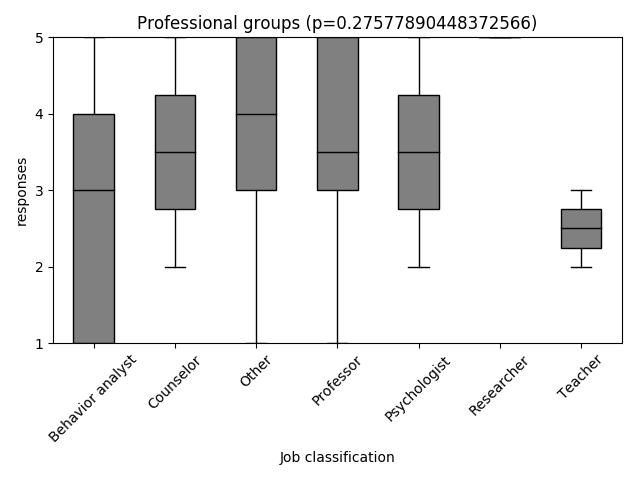 Professional groups (p=0.27577890448372566)
responses
5
4
3
2
1
Behavior analyst
Counselor
Other
Professor
Psychologist
Researcher
Teacher
Job classification